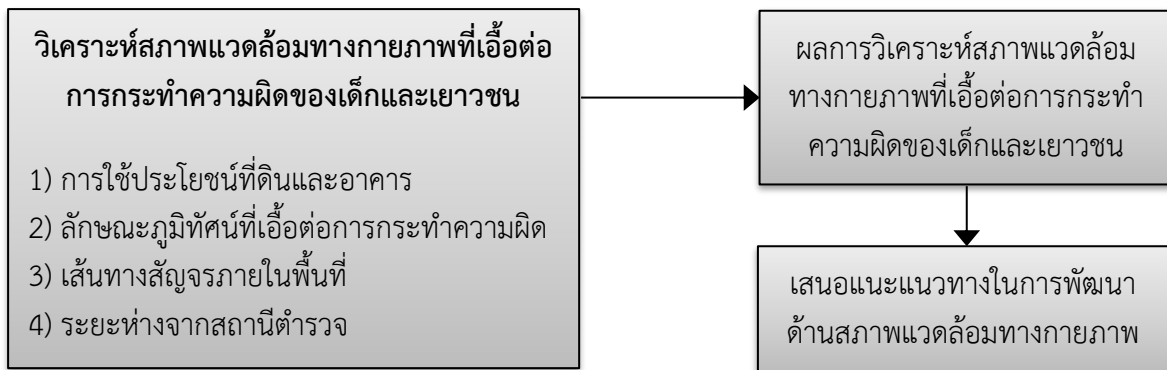 วิเคราะห์สภาพแวดล้อมทางกายภาพที่เอื้อต่อ
การกระทำความผิดของเด็กและเยาวชน
1) การใช้ประโยชน์ที่ดินและอาคาร
2) ลักษณะภูมิทัศน์ที่เอื้อต่อการกระทำความผิด
3) เส้นทางสัญจรภายในพื้นที่
4) ระยะห่างจากสถานีตำรวจ
ผลการวิเคราะห์สภาพแวดล้อม
ทางกายภาพที่เอื้อต่อการกระทำ
ความผิดของเด็กและเยาวชน
เสนอแนะแนวทางในการพัฒนา
ด้านสภาพแวดล้อมทางกายภาพ